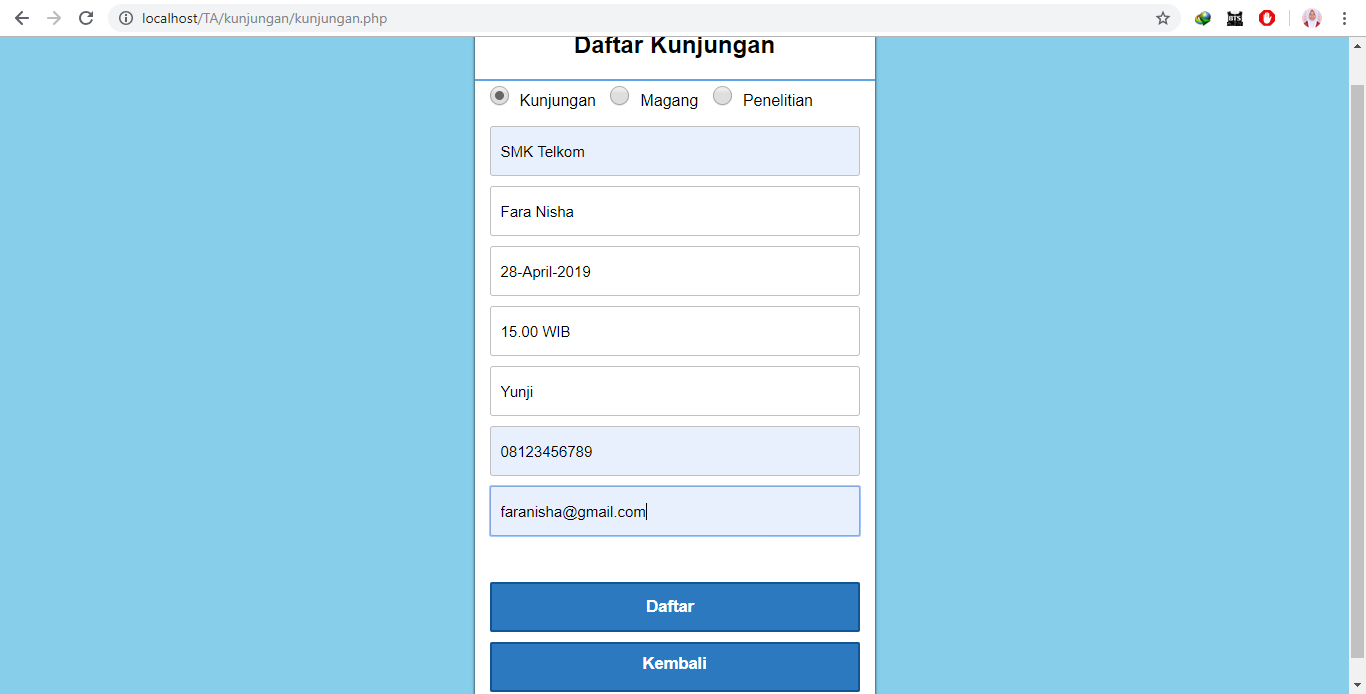 localhost/TA/kunjungan/kunjungan.php
BTS
Daftar Kunjungan
Kunjungan Magang Penelitian
SMK Telkom
Fara Nisha
28-April-2019
15.00 WIB
Yunji
08123456789
faranisha@gmail.com
Daftar
Kembali